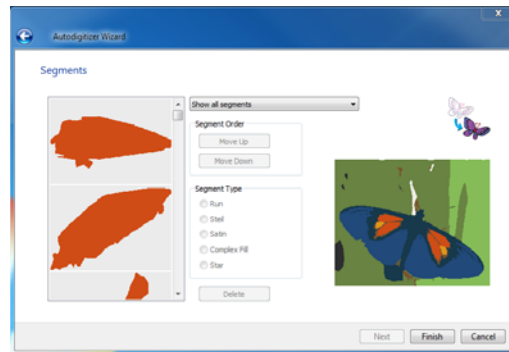 x
Autodigitizer Wizard
Segments
Show all segments
Segment Order
Move Up
Move Down
Segment Type
Run
Steil
Satin
Complex Fill
Star
Delete
Next
Finish
Cancel